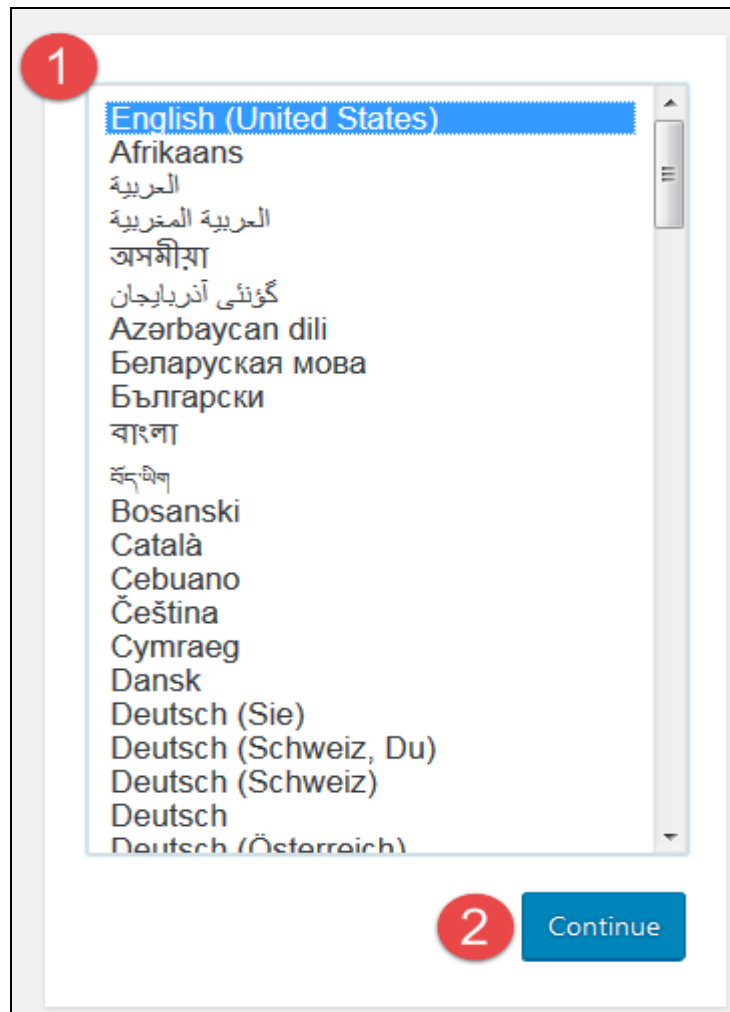 1
English (United States)
Afrikaans
العربية
العربية المغربية
অসমীয়া
گؤنئی آذربایجان
Azərbaycan dili
Беларуская мова
Български
বাংলা
བོད་ཡིག
Bosanski
Català
Cebuano
Čeština
Cymraeg
Dansk
Deutsch (Sie)
Deutsch (Schweiz, Du)
Deutsch (Schweiz)
Deutsch
Deutsch (Österreich)
2 Continue